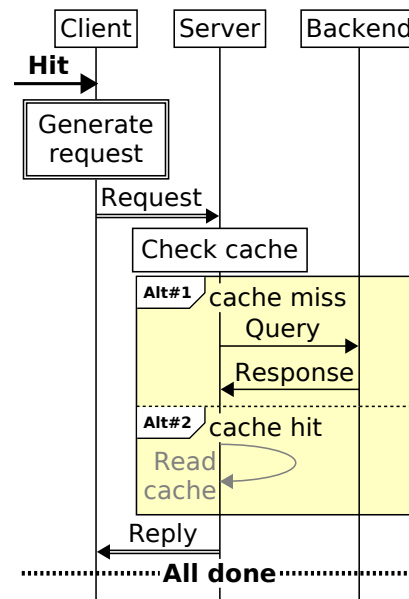 Client Server Backend
Hit
Generate
request
Request
Check cache
Alt#1 cache miss
Query
Response
Alt#2 cache hit
Read
cache
Reply
All done